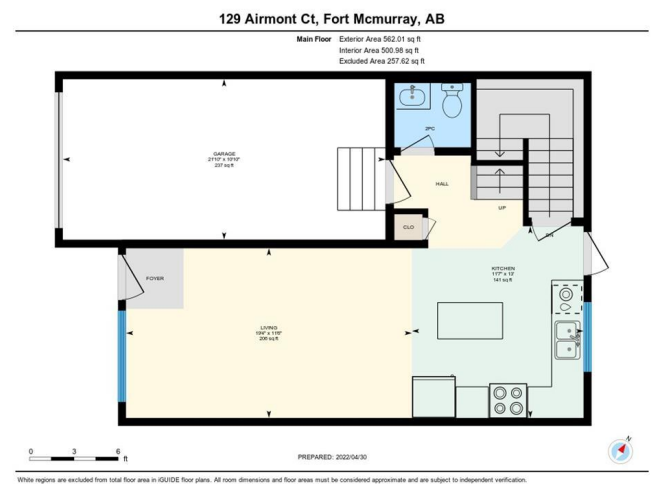 129 Airmont Ct, Fort Mcmurray, AB
Main Floor Exterior Area 562.01 sq ft
Interior Area 500.98 sq ft
Excluded Area 257.62 sq ft
2PC
GARAGE
21'10" x 10'10"
237 sq ft
HALL
UP
CLO
DN
KITCHEN
11'7" x 13'
141 sq ft
FOYER
LIVING
19'4" x 11'6"
206 sq ft
0 3 6
ft
PREPARED: 2022/04/30
N
White regions are excluded from total floor area in iGUIDE floor plans. All room dimensions and floor areas must be considered approximate and are subject to independent verification.